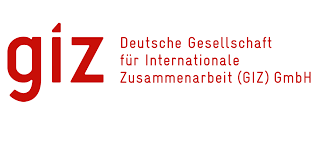 giz
Deutsche Gesellschaft
für Internationale
Zusammenarbeit (GIZ) GmbH